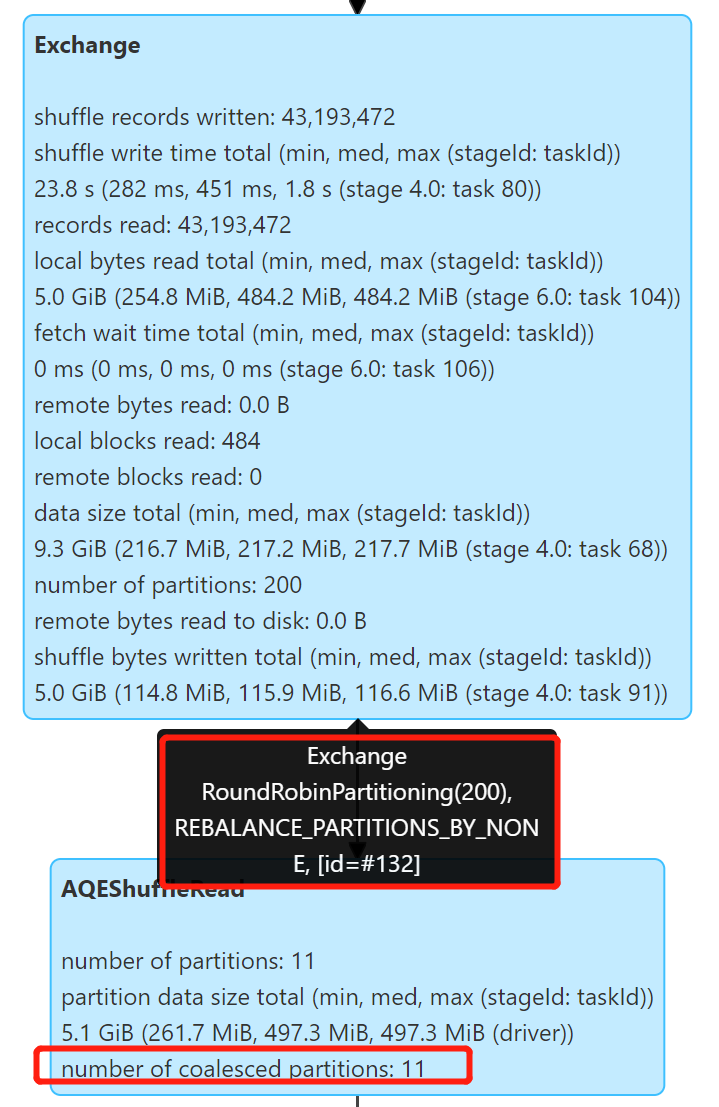 Exchange
shuffle records written: 43,193,472
shuffle write time total (min, med, max (stageId: taskId))
23.8 s (282 ms, 451 ms, 1.8 s (stage 4.0: task 80))
records read: 43,193,472
local bytes read total (min, med, max (stageId: taskId))
5.0 GiB (254.8 MiB, 484.2 MiB, 484.2 MiB (stage 6.0: task 104))
fetch wait time total (min, med, max (stageId: taskId))
0 ms (0 ms, 0 ms, 0 ms (stage 6.0: task 106))
remote bytes read: 0.0 B
local blocks read: 484
remote blocks read: 0
data size total (min, med, max (stageId: taskId))
9.3 GiB (216.7 MiB, 217.2 MiB, 217.7 MiB (stage 4.0: task 68))
number of partitions: 200
remote bytes read to disk: 0.0 B
shuffle bytes written total (min, med, max (stageId: taskId))
5.0 GiB (114.8 MiB, 115.9 MiB, 116.6 MiB (stage 4.0: task 91))
Exchange
RoundRobinPartitioning(200),
REBALANCE_PARTITIONS_BY_NON
E, [id=#132]
AQEShuffleRead
number of partitions: 11
partition data size total (min, med, max (stageId: taskId))
5.1 GiB (261.7 MiB, 497.3 MiB, 497.3 MiB (driver))
number of coalesced partitions: 11